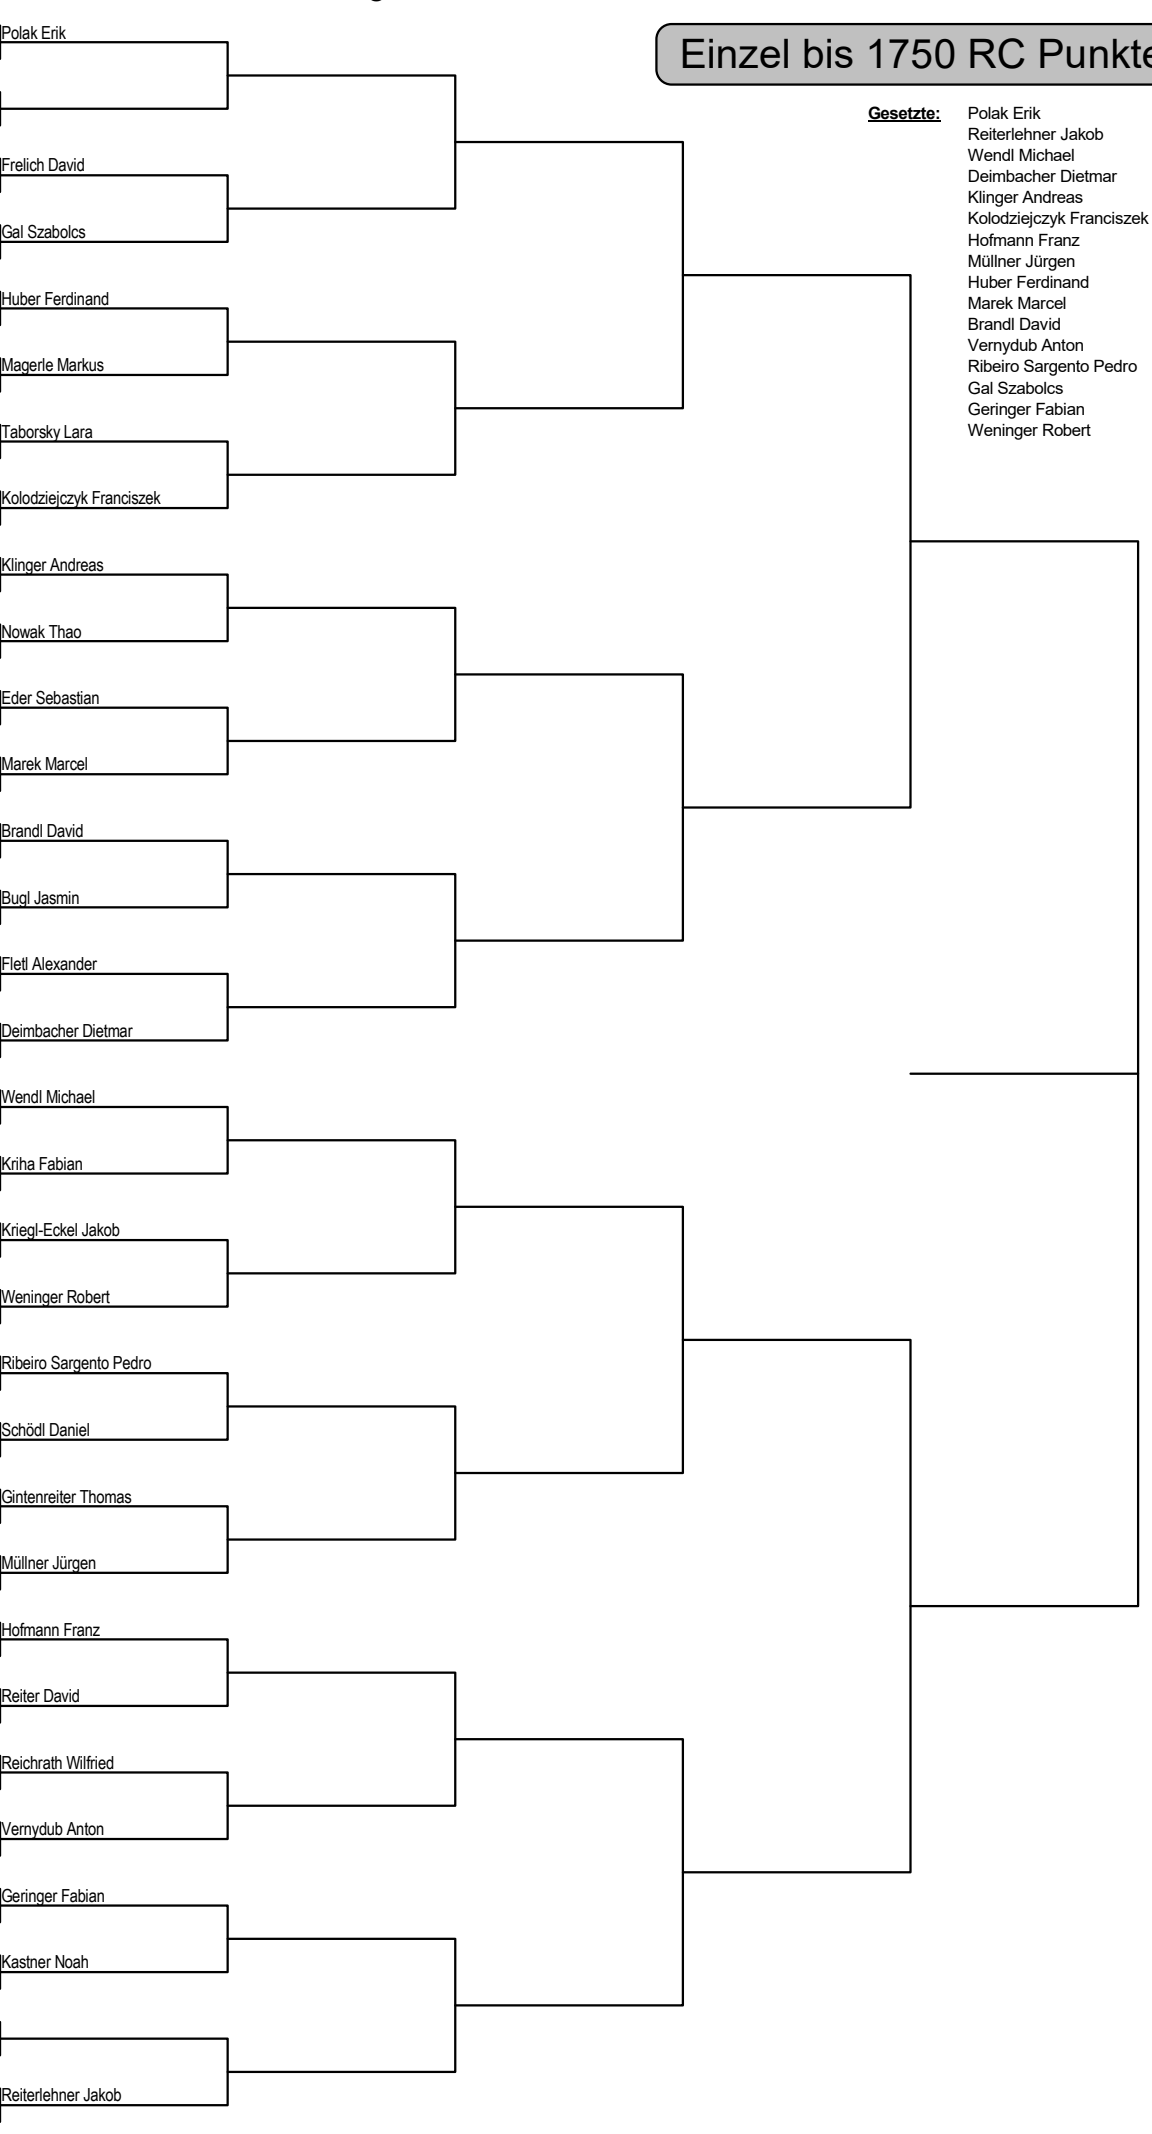 Einzel bis 1750 RC Punkte
Gesetzte:
Polak Erik
Reiterlehner Jakob
Wendl Michael
Deimbacher Dietmar
Klinger Andreas
Kolodziejczyk Franciszek
Hofmann Franz
Müllner Jürgen
Huber Ferdinand
Marek Marcel
Brandl David
Vernydub Anton
Ribeiro Sargento Pedro
Gal Szabolcs
Geringer Fabian
Weninger Robert
Polak Erik
Frelich David
Gal Szabolcs
Huber Ferdinand
Magerle Markus
Taborsky Lara
Kolodziejczyk Franciszek
Klinger Andreas
Nowak Thao
Eder Sebastian
Marek Marcel
Brandl David
Bugl Jasmin
Fletl Alexander
Deimbacher Dietmar
Wendl Michael
Kriha Fabian
Kriegl-Eckel Jakob
Weninger Robert
Ribeiro Sargento Pedro
Schödl Daniel
Gintenreiter Thomas
Müllner Jürgen
Hofmann Franz
Reiter David
Reichrath Wilfried
Vernydub Anton
Geringer Fabian
Kastner Noah
Reiterlehner Jakob